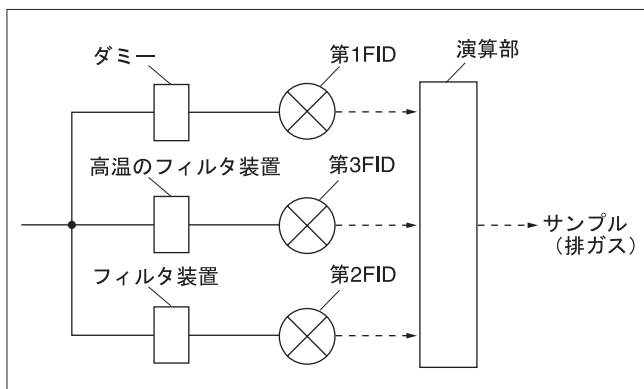 ダミー
第1FID
演算部
高温のフィルタ装置
第3FID
サンプル
（排ガス）
フィルタ装置
第2FID